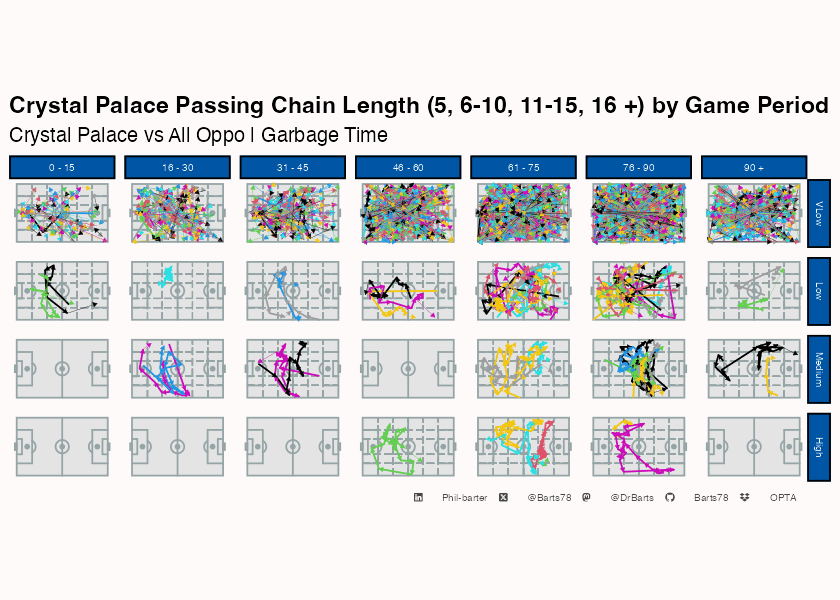 Crystal Palace Passing Chain Length (5, 6-10, 11-15, 16 +) by Game Period
Crystal Palace vs All Oppo I Garbage Time
0 - 15 16 - 30 31 - 45 46 - 60 61 - 75 76 - 90 90 +
V.Low
Low
Medium
High
Phil-barter @Barts78 @DrBarts Barts78 OPTA